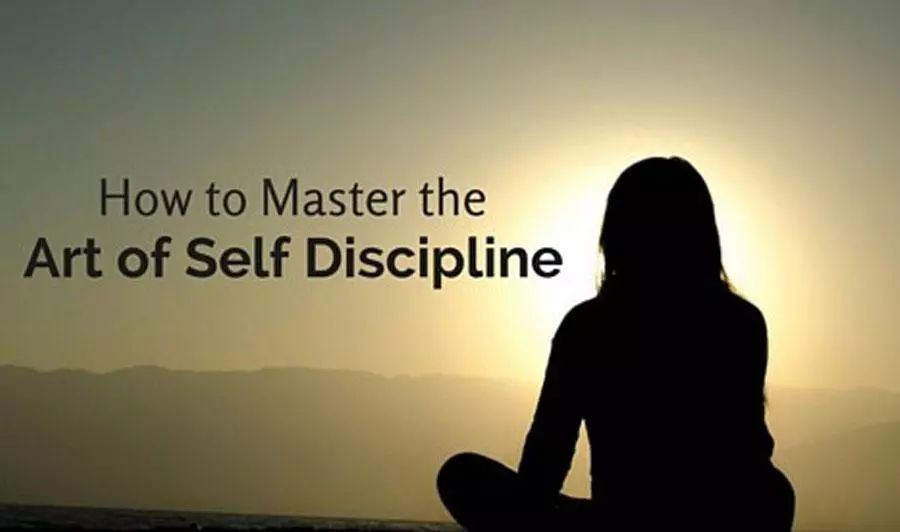 How to Master the
Art of Self Discipline